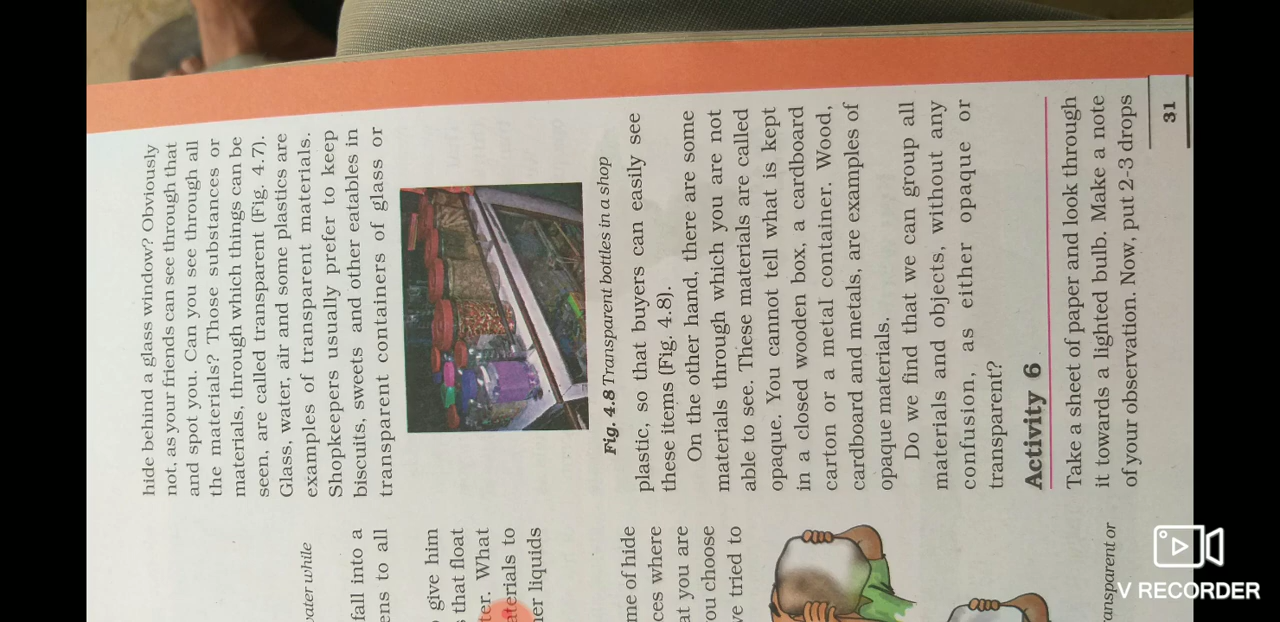 water while
fall into a
ens to all
give him
s that float
ter. What
aterials to
her liquids
me of hide
ces where
at you are
ou choose
ve tried to
ransparent or
hide behind a glass window? Obviously
not, as your friends can see through that
and spot you. Can you see through all
the materials? Those substances or
materials, through which things can be
seen, are called transparent (Fig. 4.7).
Glass, water, air and some plastics are
examples of transparent materials.
Shopkeepers usually prefer to keep
biscuits, sweets and other eatables in
transparent containers of glass or
Fig. 4.8 Transparent bottles in a shop
plastic, so that buyers can easily see
these items (Fig. 4.8).
On the other hand, there are some
materials through which you are not
able to see. These materials are called
opaque. You cannot tell what is kept
in a closed wooden box, a cardboard
carton or a metal container. Wood,
cardboard and metals, are examples of
opaque materials.
Do we find that we can group all
materials and objects, without any
confusion, as either opaque or
transparent?
Activity 6
Take a sheet of paper and look through
it towards a lighted bulb. Make a note
of your observation. Now, put 2-3 drops
31
V RECORDER